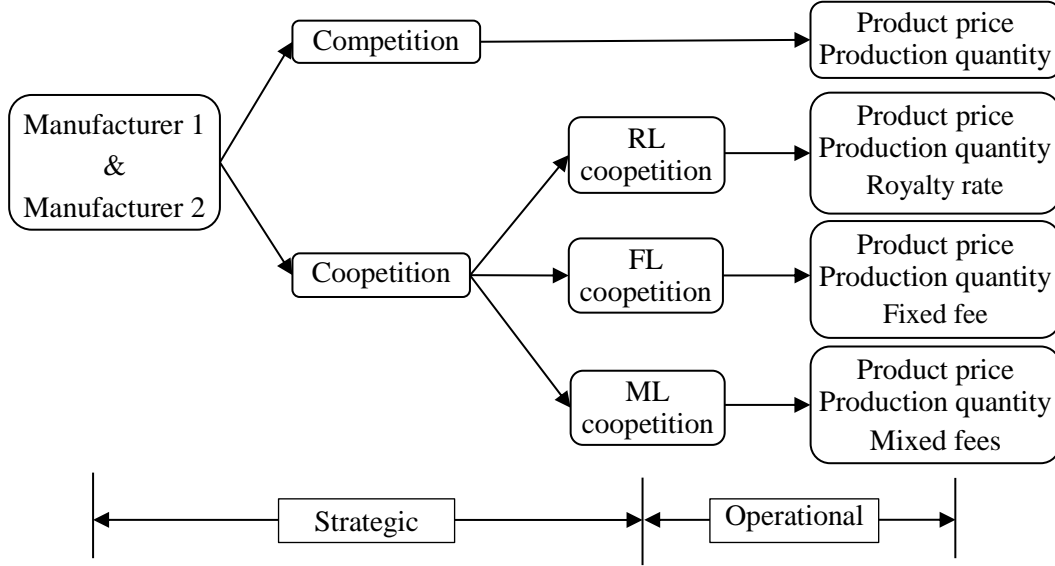 Manufacturer 1
&
Manufacturer 2
Competition
Product price
Production quantity
Coopetition
RL
coopetition
Product price
Production quantity
Royalty rate
FL
coopetition
Product price
Production quantity
Fixed fee
ML
coopetition
Product price
Production quantity
Mixed fees
Strategic
Operational